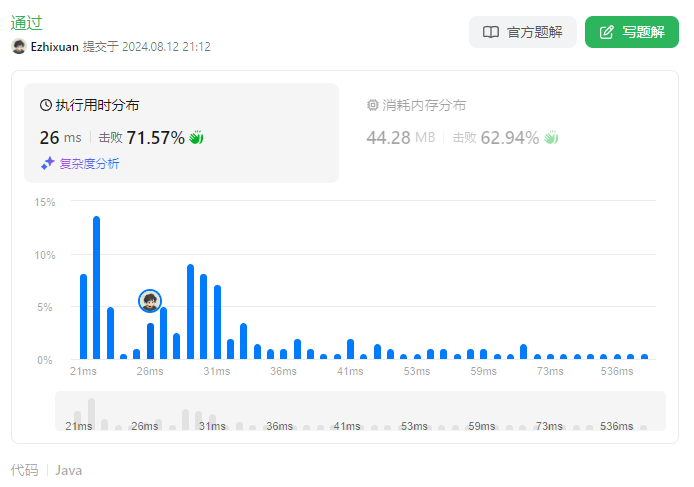 通过
官方题解
写题解
Ezhixuan 提交于 2024.08.12 21:12
执行用时分布
消耗内存分布
26 ms 击败 71.57%
44.28 MB 击败 62.94%
复杂度分析
15%
10%
5%
0%
21ms 26ms 31ms 36ms 41ms 53ms 59ms 73ms 536ms
21ms 26ms 31ms 36ms 41ms 53ms 59ms 73ms 536ms
代码 Java